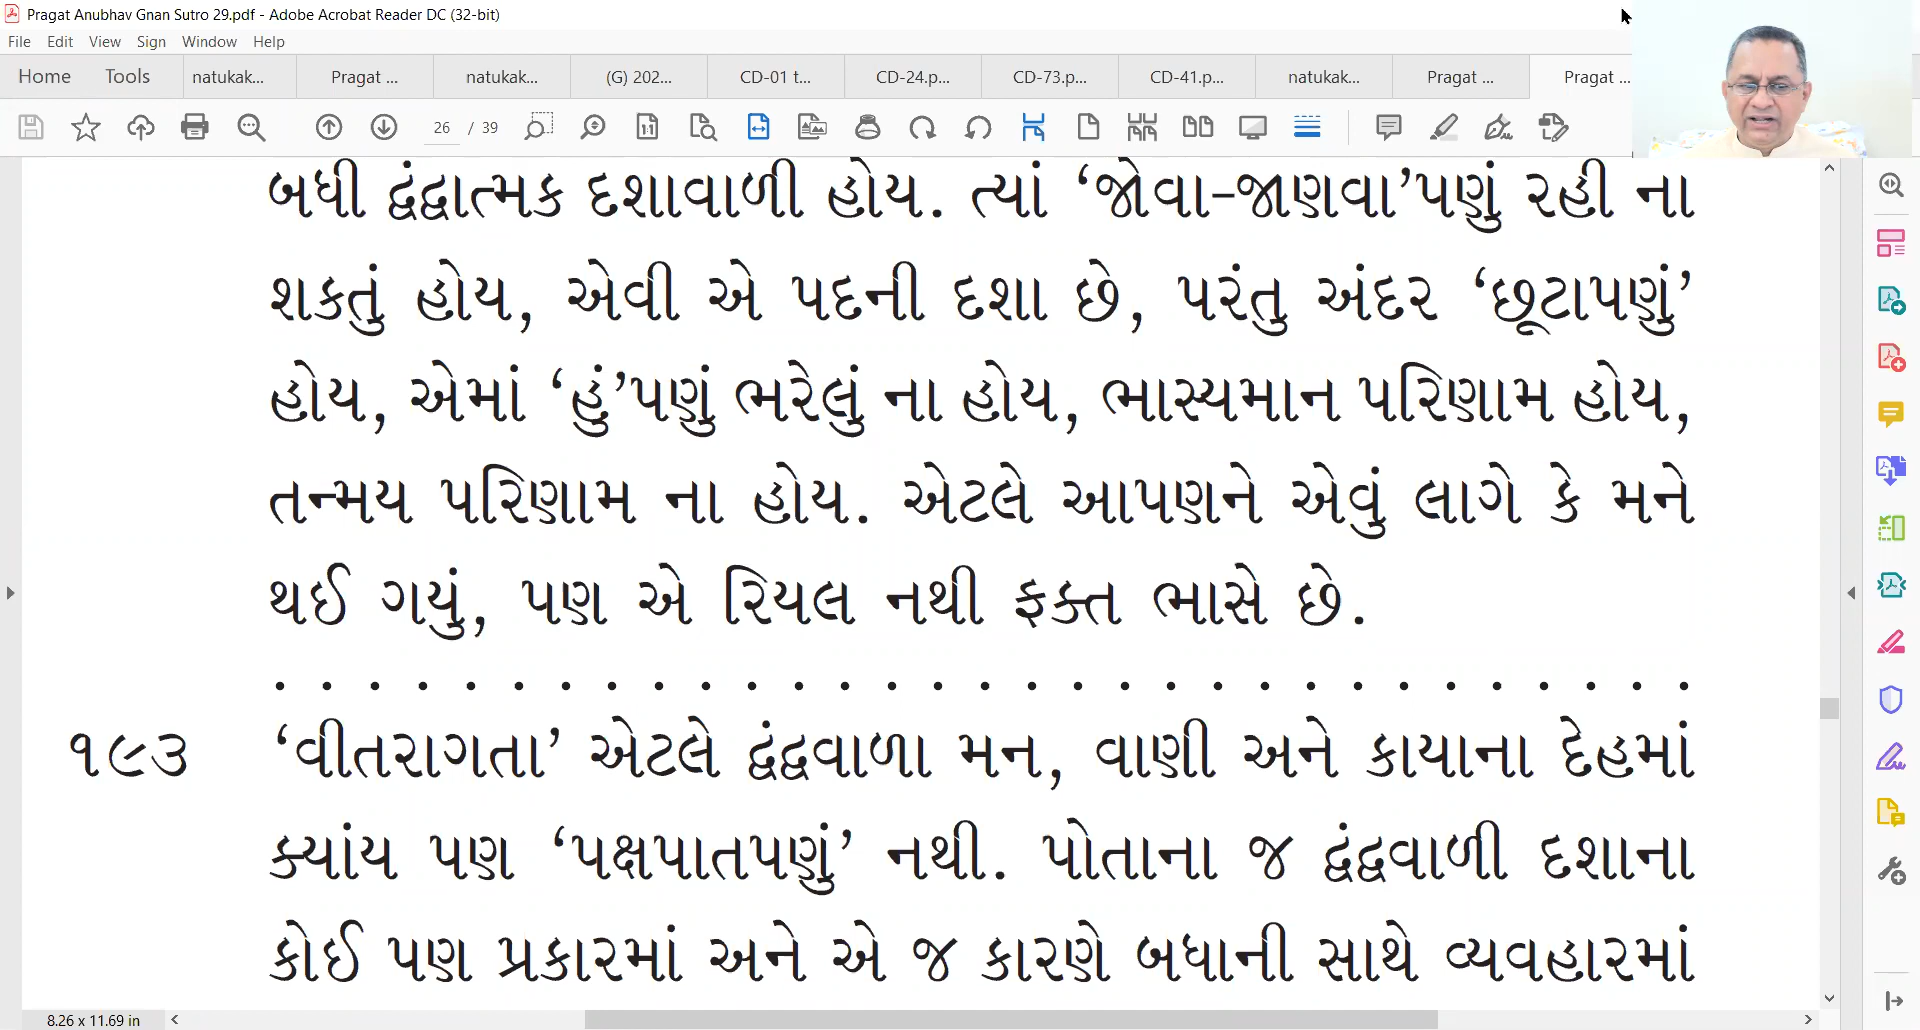 Pragat Anubhav Gnan Sutro 29.pdf - Adobe Acrobat Reader DC (32-bit)
File Edit View Sign Window Help
Home Tools natukak... Pragat ... natukak... (G) 202... CD-01 t... CD-24.p... CD-73.p... CD-41.p... natukak... Pragat ... Pragat ...
26 / 39
બધી દ્વંદ્વાત્મક દશાવાળી હોય. ત્યાં ‘જોવા-જાણવા’પણું રહી ના
શકતું હોય, એવી એ પદની દશા છે, પરંતુ અંદર ‘છૂટાપણું’
હોય, એમાં ‘હું’પણું ભરેલું ના હોય, ભાસ્યમાન પરિણામ હોય,
તન્મય પરિણામ ના હોય. એટલે આપણને એવું લાગે કે મને
થઈ ગયું, પણ એ રિયલ નથી ફક્ત ભાસે છે.
. . . . . . . . . . . . . . . . . . . . . . . . . . . . . . .
૧૯૩ ‘વીતરાગતા’ એટલે દ્વંદ્વવાળા મન, વાણી અને કાયાના દેહમાં
ક્યાંય પણ ‘પક્ષપાતપણું’ નથી. પોતાના જ દ્વંદ્વવાળી દશાના
કોઈ પણ પ્રકારમાં અને એ જ કારણે બધાની સાથે વ્યવહારમાં
8.26 x 11.69 in